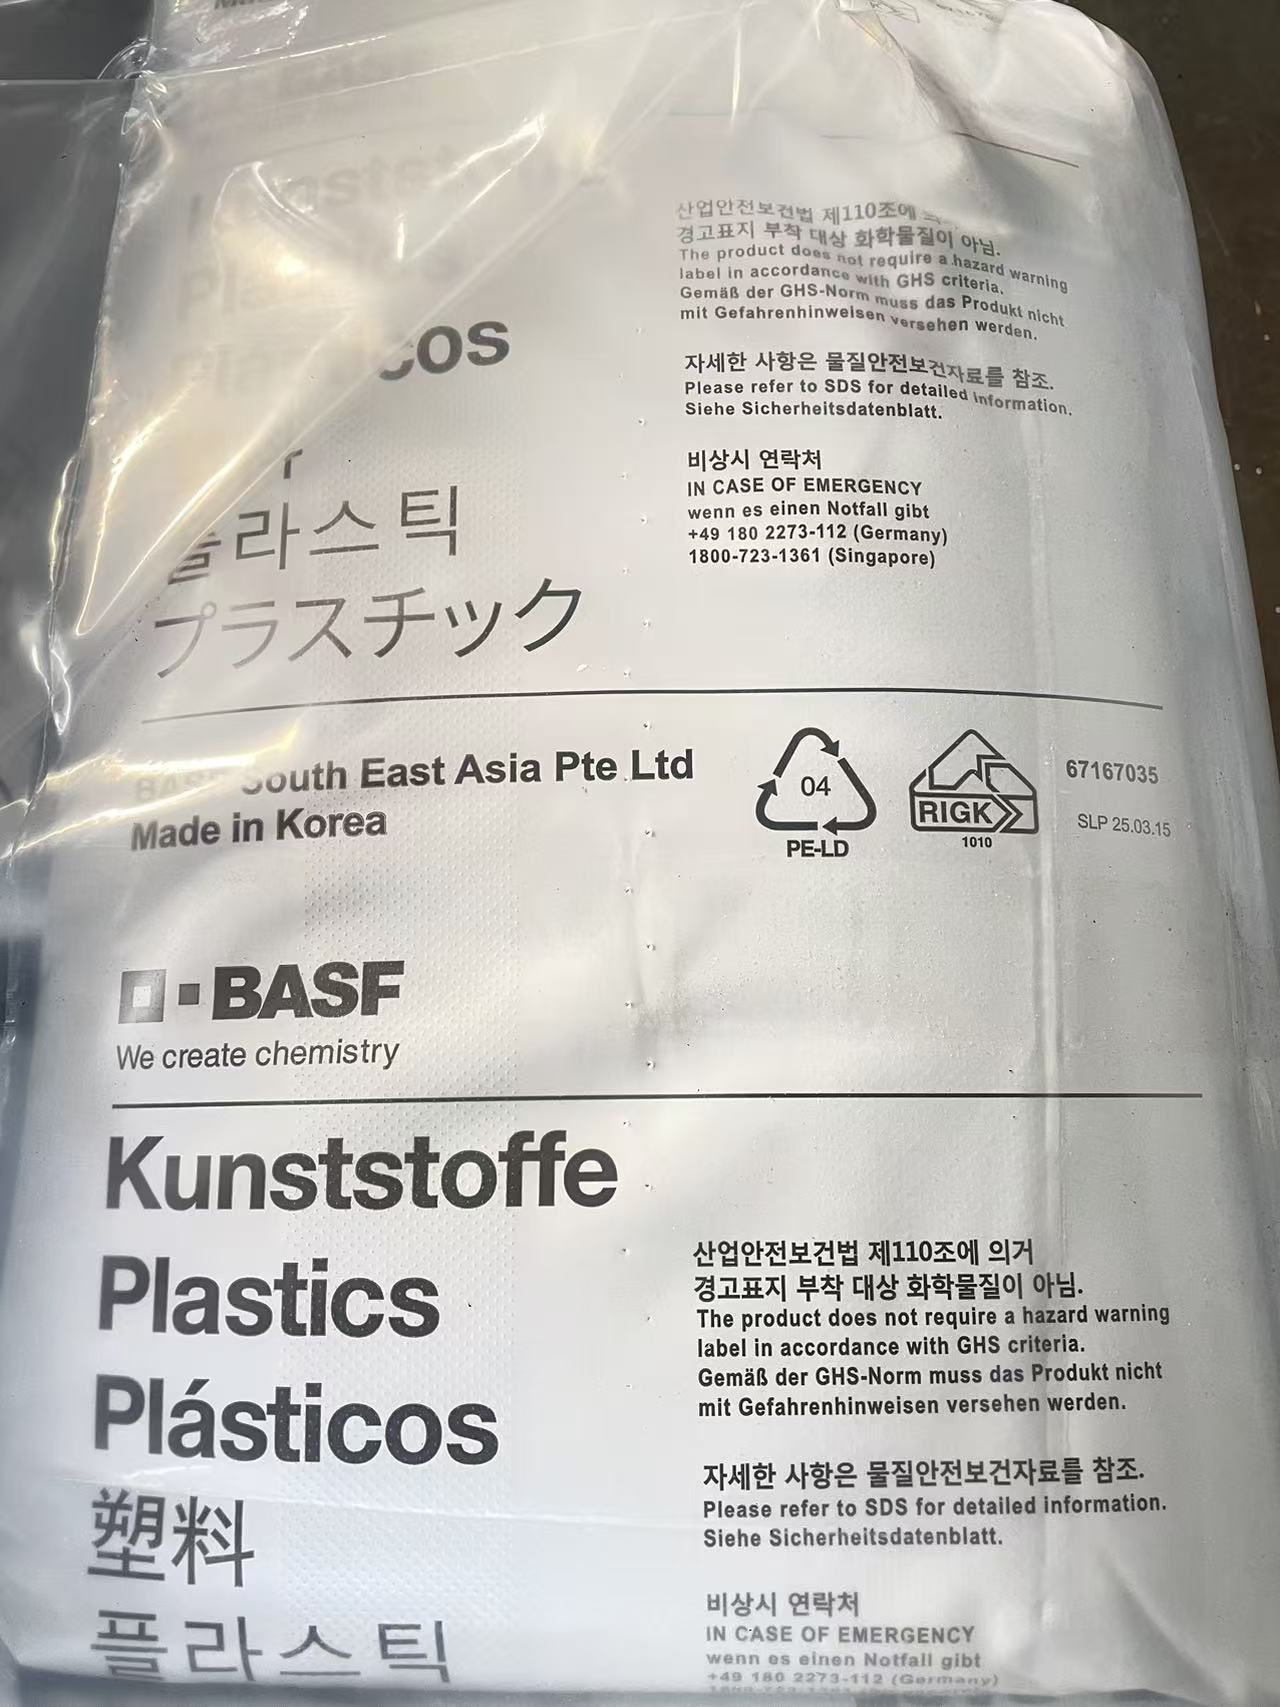 산업안전보건법 제110조에
경고표지 부착 대상 화학물질이 아님.
The product does not require a hazard warning
label in accordance with GHS criteria.
Gemäß der GHS-Norm muss das Produkt nicht
mit Gefahrenhinweisen versehen werden.
자세한 사항은 물질안전보건자료를 참조.
Please refer to SDS for detailed information.
Siehe Sicherheitsdatenblatt.
비상시 연락처
IN CASE OF EMERGENCY
wenn es einen Notfall gibt
+49 180 2273-112 (Germany)
1800-723-1361 (Singapore)
플라스틱
プラスチック
BASF South East Asia Pte Ltd
Made in Korea
04
PE-LD
RIGK
1010
67167035
SLP 25.03.15
BASF
We create chemistry
Kunststoffe
Plastics
Plásticos
塑料
플라스틱
산업안전보건법 제110조에 의거
경고표지 부착 대상 화학물질이 아님.
The product does not require a hazard warning
label in accordance with GHS criteria.
Gemäß der GHS-Norm muss das Produkt nicht
mit Gefahrenhinweisen versehen werden.
자세한 사항은 물질안전보건자료를 참조.
Please refer to SDS for detailed information.
Siehe Sicherheitsdatenblatt.
비상시 연락처
IN CASE OF EMERGENCY
wenn es einen Notfall gibt
+49 180 2273-112 (Germany)